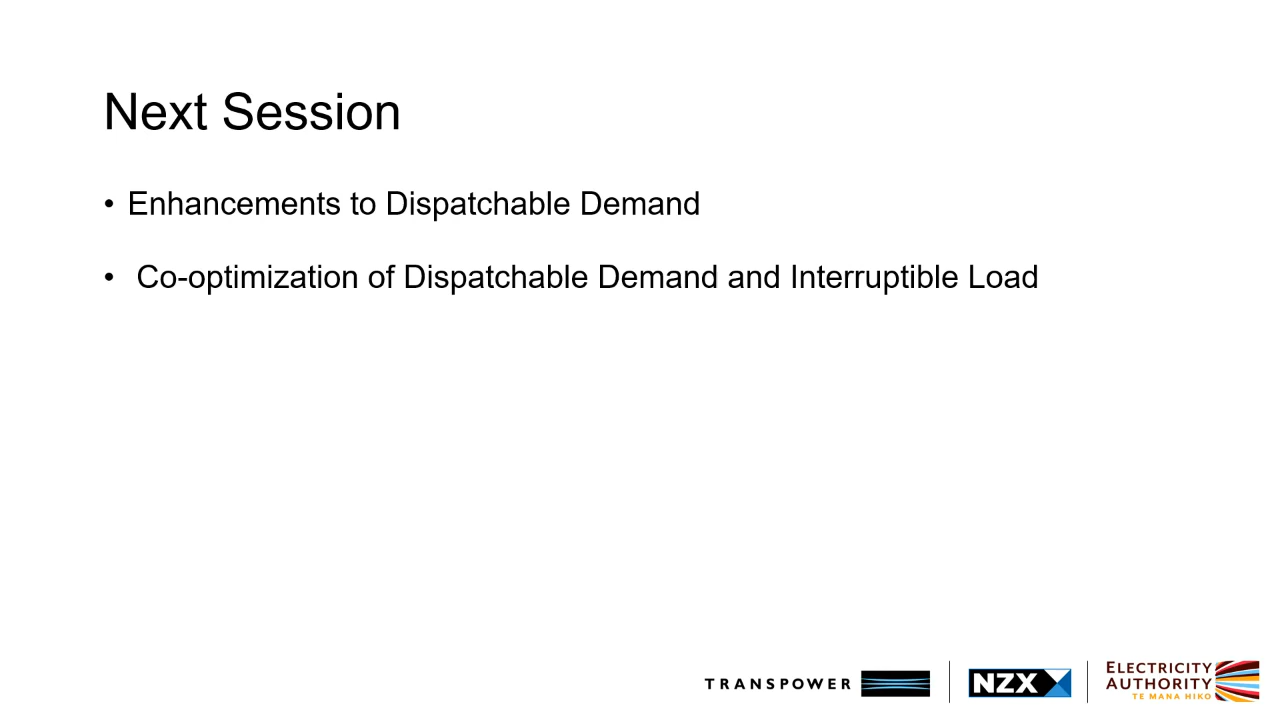 Next Session
• Enhancements to Dispatchable Demand
• Co-optimization of Dispatchable Demand and Interruptible Load
TRANSPOWER
NZX
ELECTRICITY
AUTHORITY
TE MANA HIKO